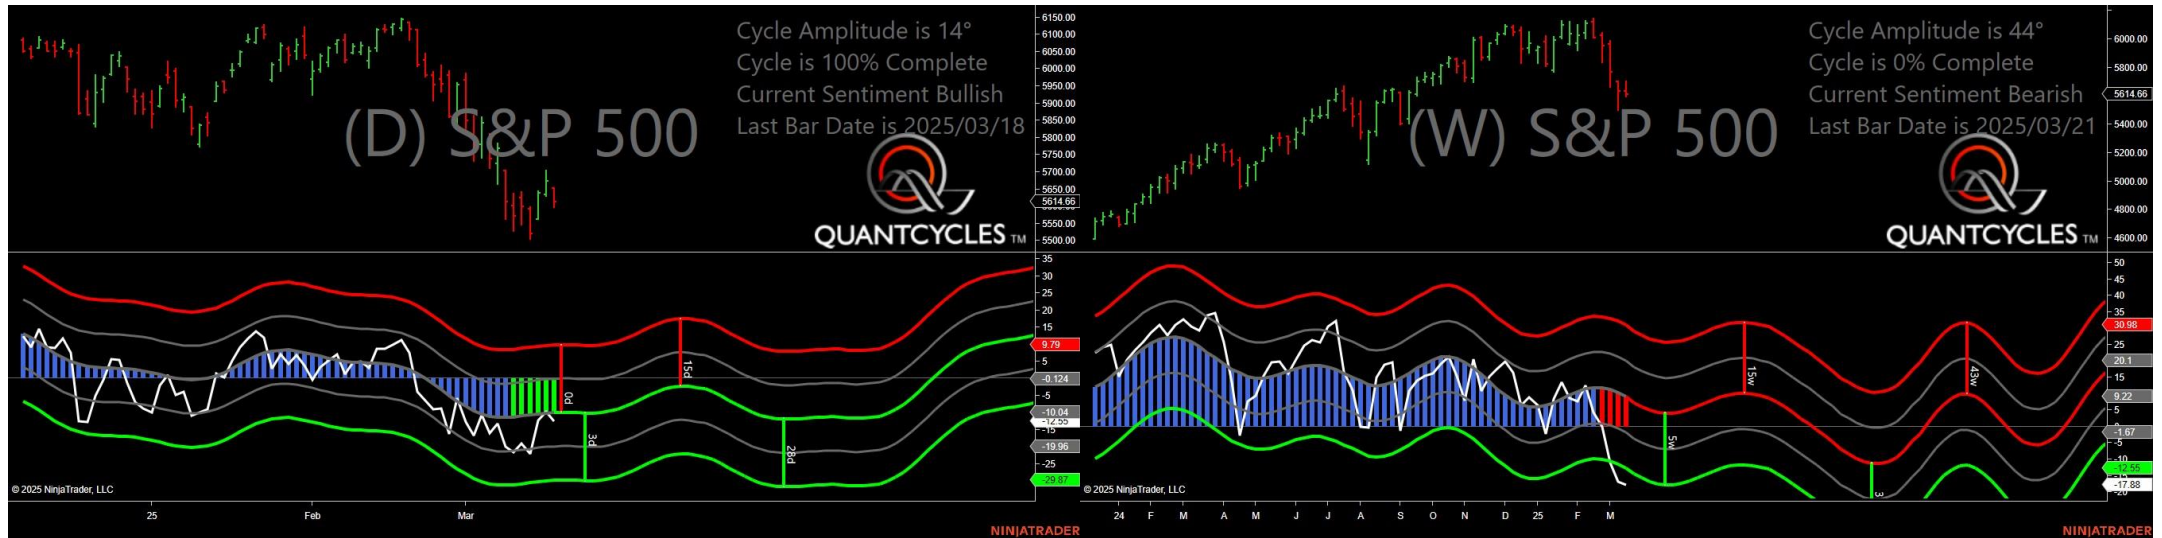 Cycle Amplitude is 14°
Cycle is 100% Complete
Current Sentiment Bullish
Last Bar Date is 2025/03/18
(D) S&P 500
QUANTCYCLES TM
6150.00
6100.00
6050.00
6000.00
5950.00
5900.00
5850.00
5800.00
5750.00
5700.00
5650.00
5614.66
5550.00
5500.00
35
30
25
20
15
9.79
5
-0.124
-5
-10.04
-12.55
-15
-19.96
-25
-29.87
0d
3d
15d
28d
© 2025 NinjaTrader, LLC
25
Feb
Mar
NINJATRADER
Cycle Amplitude is 44°
Cycle is 0% Complete
Current Sentiment Bearish
Last Bar Date is 2025/03/21
(W) S&P 500
QUANTCYCLES TM
6000.00
5800.00
5614.66
5400.00
5200.00
5000.00
4800.00
4600.00
50
45
40
35
30.98
25
20.1
15
9.22
5
-1.67
-5
-10
-12.55
-17.88
-20
5w
15w
3
43w
© 2025 NinjaTrader, LLC
24
F
M
A
M
J
J
A
S
O
N
D
25
F
M
NINJATRADER